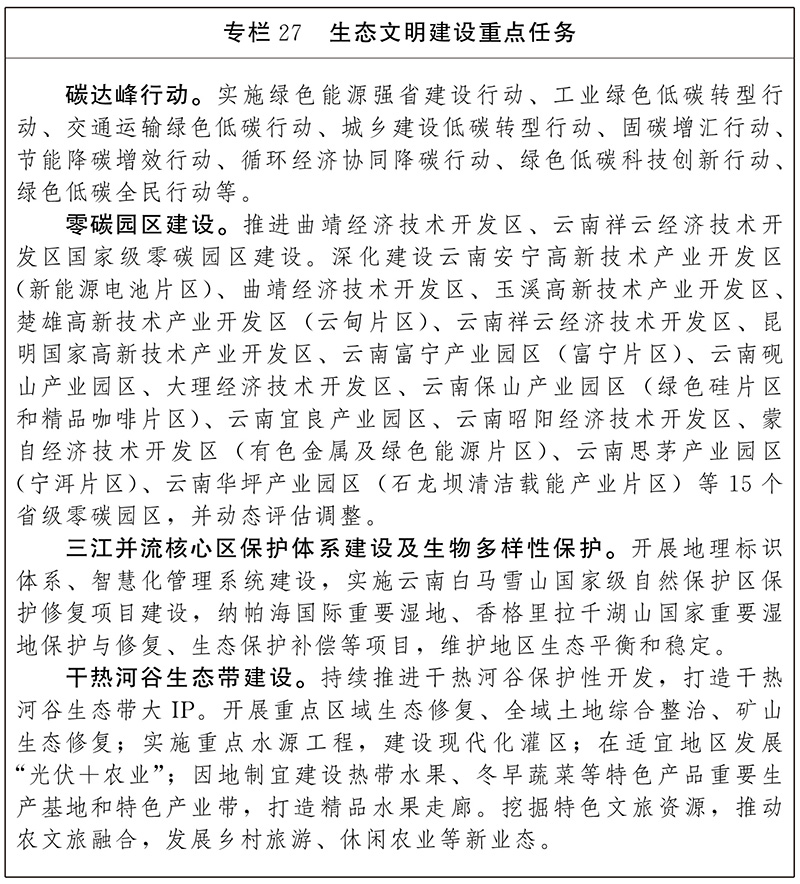 专栏 27 生态文明建设重点任务
碳达峰行动。实施绿色能源强省建设行动、工业绿色低碳转型行
动、交通运输绿色低碳行动、城乡建设低碳转型行动、固碳增汇行动、
节能降碳增效行动、循环经济协同降碳行动、绿色低碳科技创新行动、
绿色低碳全民行动等。
零碳园区建设。推进曲靖经济技术开发区、云南祥云经济技术开
发区国家级零碳园区建设。深化建设云南安宁高新技术产业开发区
（新能源电池片区）、曲靖经济技术开发区、玉溪高新技术产业开发区、
楚雄高新技术产业开发区（云甸片区）、云南祥云经济技术开发区、昆
明国家高新技术产业开发区、云南富宁产业园区（富宁片区）、云南砚
山产业园区、大理经济技术开发区、云南保山产业园区（绿色硅片区
和精品咖啡片区）、云南宜良产业园区、云南昭阳经济技术开发区、蒙
自经济技术开发区（有色金属及绿色能源片区）、云南思茅产业园区
（宁洱片区）、云南华坪产业园区（石龙坝清洁载能产业片区）等 15 个
省级零碳园区，并动态评估调整。
三江并流核心区保护体系建设及生物多样性保护。开展地理标识
体系、智慧化管理系统建设，实施云南白马雪山国家级自然保护区保
护修复项目建设，纳帕海国际重要湿地、香格里拉千湖山国家重要湿
地保护与修复、生态保护补偿等项目，维护地区生态平衡和稳定。
干热河谷生态带建设。持续推进干热河谷保护性开发，打造干热
河谷生态带大 IP。开展重点区域生态修复、全域土地综合整治、矿山
生态修复；实施重点水源工程，建设现代化灌区；在适宜地区发展
“光伏＋农业”；因地制宜建设热带水果、冬早蔬菜等特色产品重要生
产基地和特色产业带，打造精品水果走廊。挖掘特色文旅资源，推动
农文旅融合，发展乡村旅游、休闲农业等新业态。